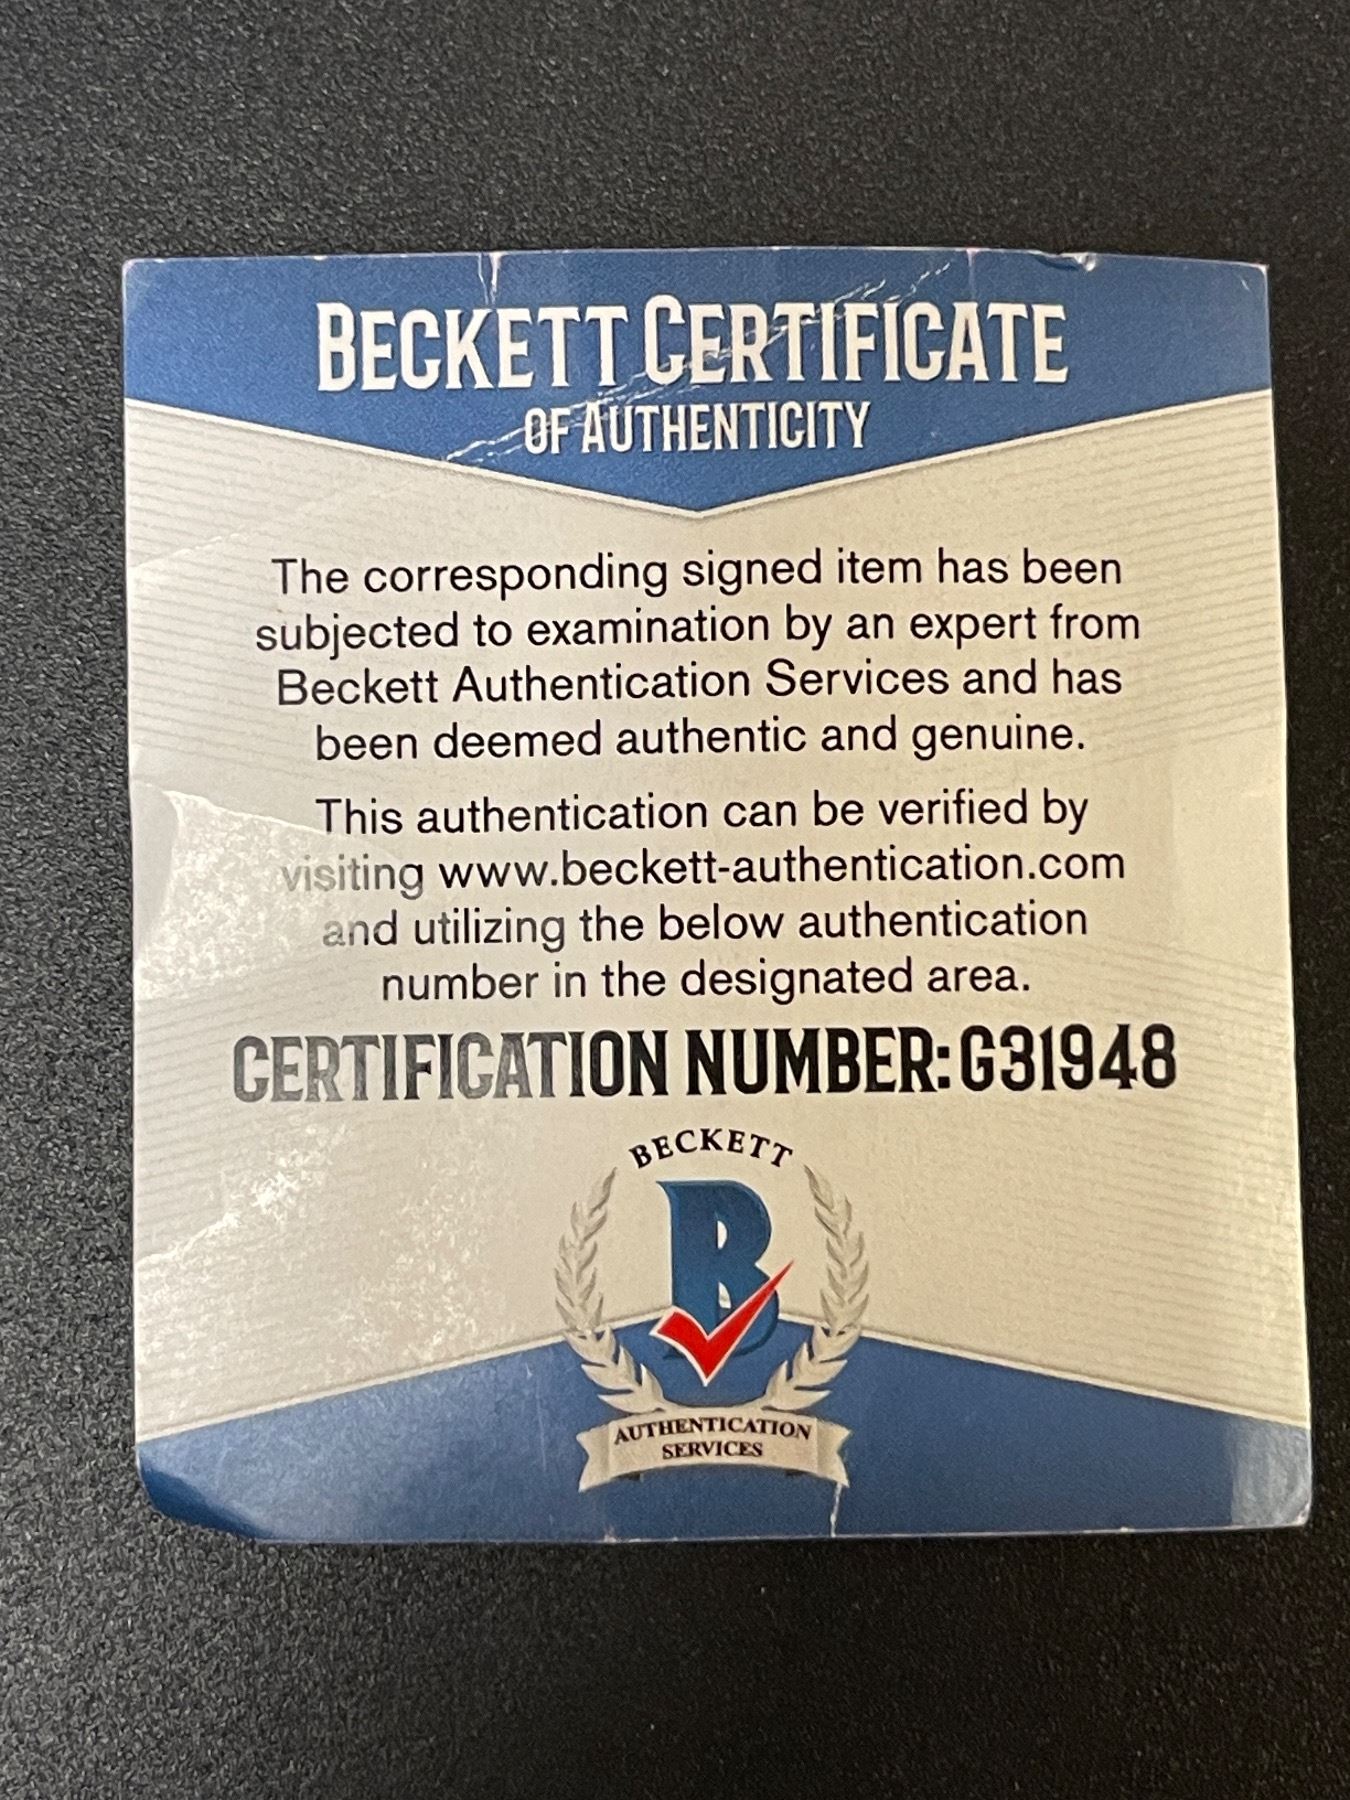 BECKETT CERTIFICATE
OF AUTHENTICITY
The corresponding signed item has been
subjected to examination by an expert from
Beckett Authentication Services and has
been deemed authentic and genuine.
This authentication can be verified by
visiting www.beckett-authentication.com
and utilizing the below authentication
number in the designated area.
CERTIFICATION NUMBER: G31948
BECKETT
B
AUTHENTICATION
SERVICES